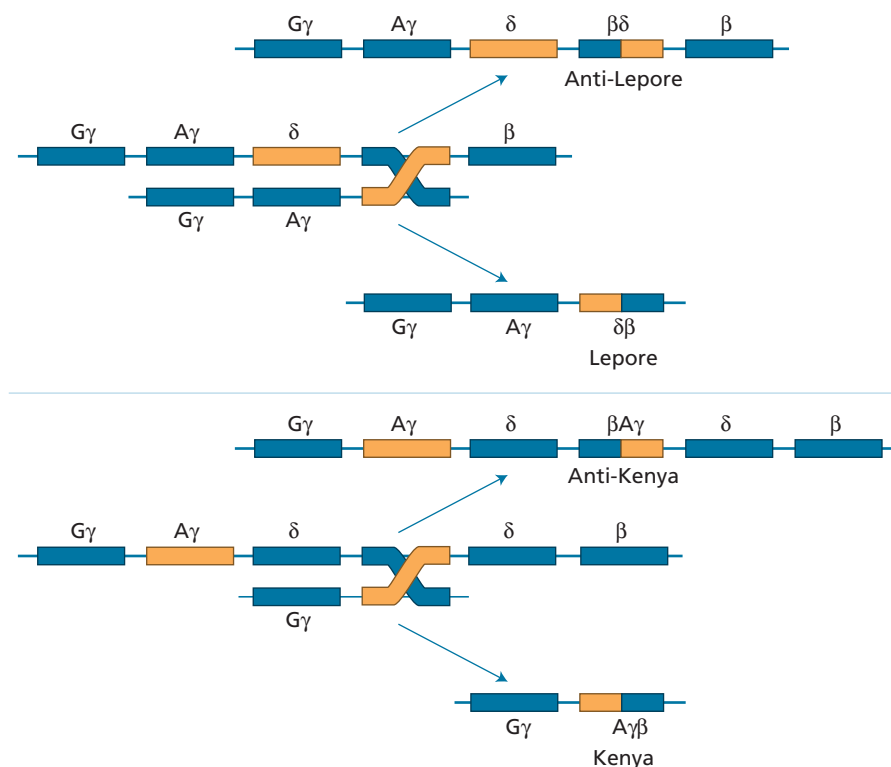 Gγ Aγ δ βδ β
Anti-Lepore
Gγ Aγ δ β
Gγ Aγ
Gγ Aγ δβ
Lepore
Gγ Aγ δ βAγ δ β
Anti-Kenya
Gγ Aγ δ δ β
Gγ
Gγ Aγβ
Kenya